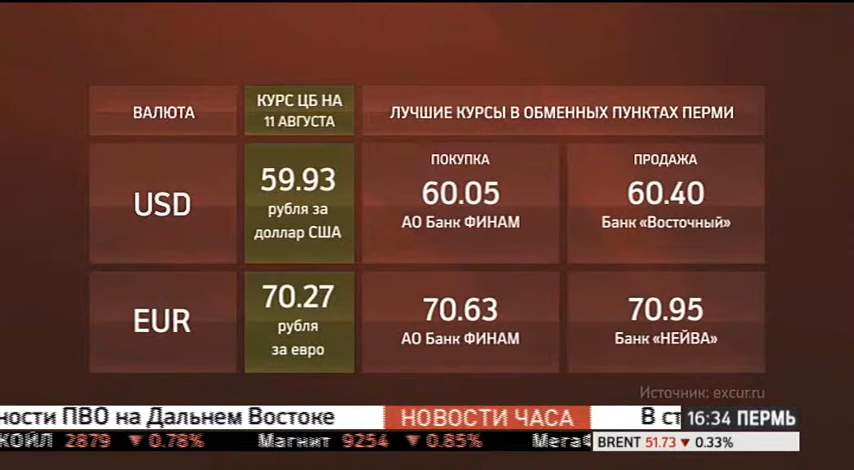 ВАЛЮТА
КУРС ЦБ НА
11 АВГУСТА
ЛУЧШИЕ КУРСЫ В ОБМЕННЫХ ПУНКТАХ ПЕРМИ
USD
59.93
рубля за
доллар США
ПОКУПКА
60.05
АО Банк ФИНАМ
ПРОДАЖА
60.40
Банк «Восточный»
EUR
70.27
рубля
за евро
70.63
АО Банк ФИНАМ
70.95
Банк «НЕЙВА»
Источник: excur.ru
ности ПВО на Дальнем Востоке НОВОСТИ ЧАСА В ст 16:34 ПЕРМЬ
КОЙЛ 2879 ▼ 0.78% Магнит 9254 ▼ 0.85% МегаФ BRENT 51.73 ▼ 0.33%